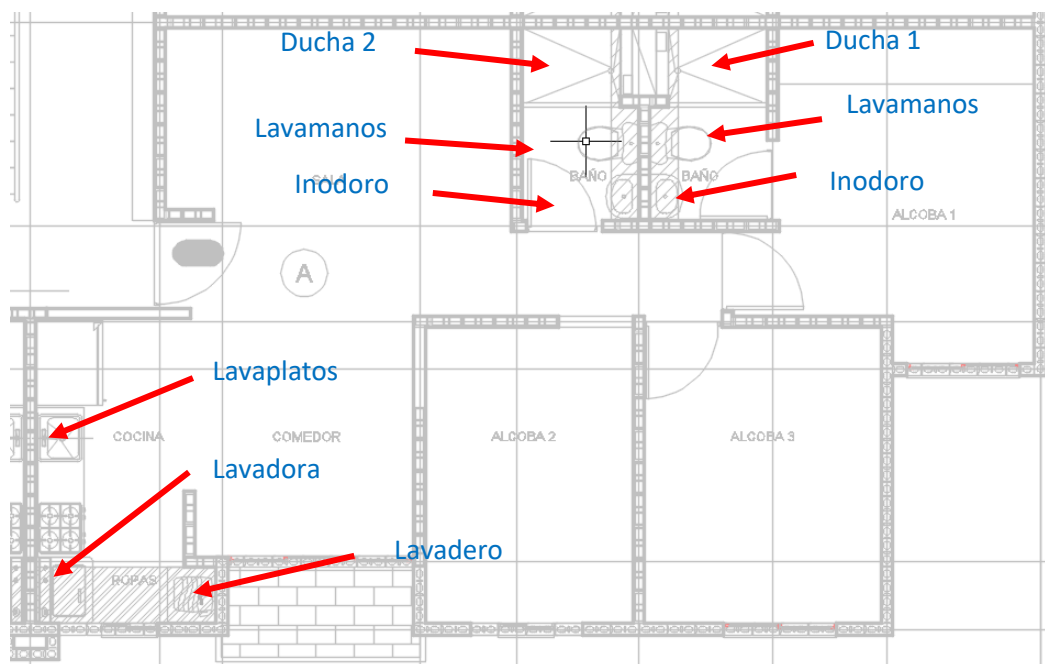 Ducha 2
Ducha 1
Lavamanos
Lavamanos
Inodoro
SALA
BAÑO
BAÑO
Inodoro
ALCOBA 1
A
Lavaplatos
COCINA
COMEDOR
ALCOBA 2
ALCOBA 3
Lavadora
Lavadero
ROPAS